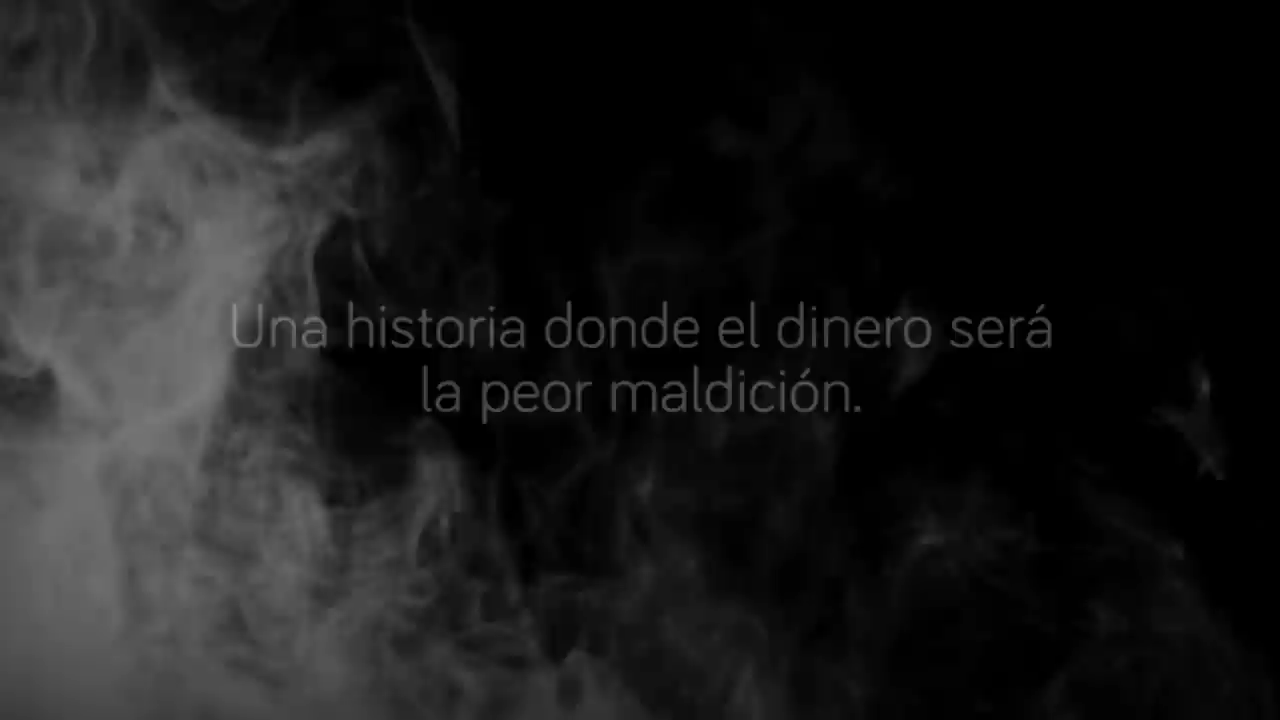 Una historia donde el dinero será
la peor maldición.